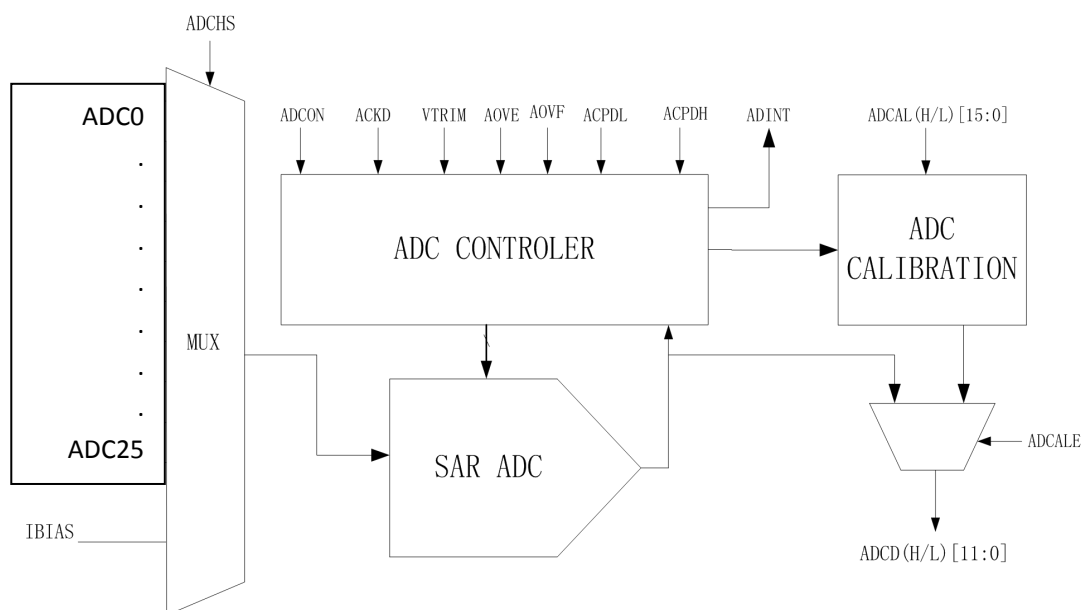 ADCHS
ADC0
.
.
.
.
.
.
.
ADC25
IBIAS
MUX
ADCON ACKD VTRIM AOVE AOVF ACPDL ACPDH ADINT
ADC CONTROLER
SAR ADC
ADCAL(H/L)[15:0]
ADC
CALIBRATION
ADCALE
ADCD(H/L)[11:0]